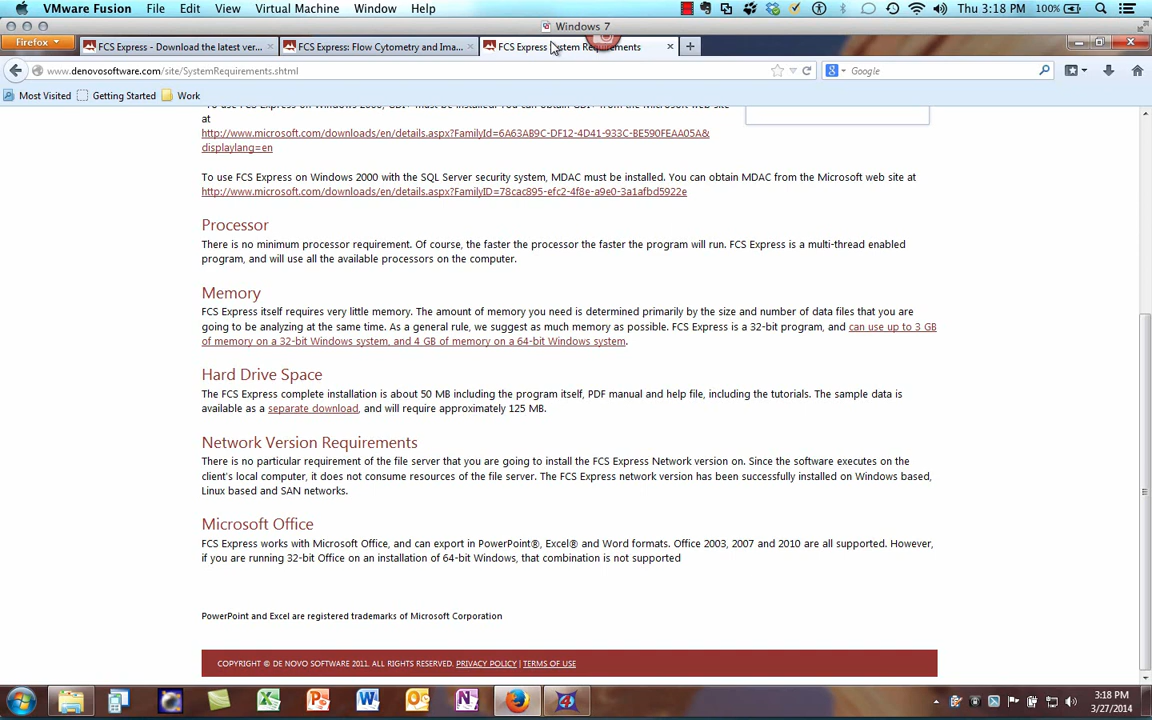 VMware Fusion File Edit View Virtual Machine Window Help Thu 3:18 PM 100%
Windows 7
Firefox
FCS Express - Download the latest ver...
FCS Express: Flow Cytometry and Ima...
FCS Express System Requirements
www.denovosoftware.com/site/SystemRequirements.shtml
Google
Most Visited Getting Started Work
To use FCS Express on Windows 2000, GDI+ must be installed. You can obtain GDI+ from the Microsoft web site
at
http://www.microsoft.com/downloads/en/details.aspx?FamilyId=6A63AB9C-DF12-4D41-933C-BE590FEAA05A&
displaylang=en
To use FCS Express on Windows 2000 with the SQL Server security system, MDAC must be installed. You can obtain MDAC from the Microsoft web site at
http://www.microsoft.com/downloads/en/details.aspx?FamilyID=78cac895-efc2-4f8e-a9e0-3a1afbd5922e
Processor
There is no minimum processor requirement. Of course, the faster the processor the faster the program will run. FCS Express is a multi-thread enabled
program, and will use all the available processors on the computer.
Memory
FCS Express itself requires very little memory. The amount of memory you need is determined primarily by the size and number of data files that you are
going to be analyzing at the same time. As a general rule, we suggest as much memory as possible. FCS Express is a 32-bit program, and can use up to 3 GB
of memory on a 32-bit Windows system, and 4 GB of memory on a 64-bit Windows system.
Hard Drive Space
The FCS Express complete installation is about 50 MB including the program itself, PDF manual and help file, including the tutorials. The sample data is
available as a separate download, and will require approximately 125 MB.
Network Version Requirements
There is no particular requirement of the file server that you are going to install the FCS Express Network version on. Since the software executes on the
client's local computer, it does not consume resources of the file server. The FCS Express network version has been successfully installed on Windows based,
Linux based and SAN networks.
Microsoft Office
FCS Express works with Microsoft Office, and can export in PowerPoint®, Excel® and Word formats. Office 2003, 2007 and 2010 are all supported. However,
if you are running 32-bit Office on an installation of 64-bit Windows, that combination is not supported
PowerPoint and Excel are registered trademarks of Microsoft Corporation
COPYRIGHT © DE NOVO SOFTWARE 2011. ALL RIGHTS RESERVED. PRIVACY POLICY | TERMS OF USE
3:18 PM
3/27/2014